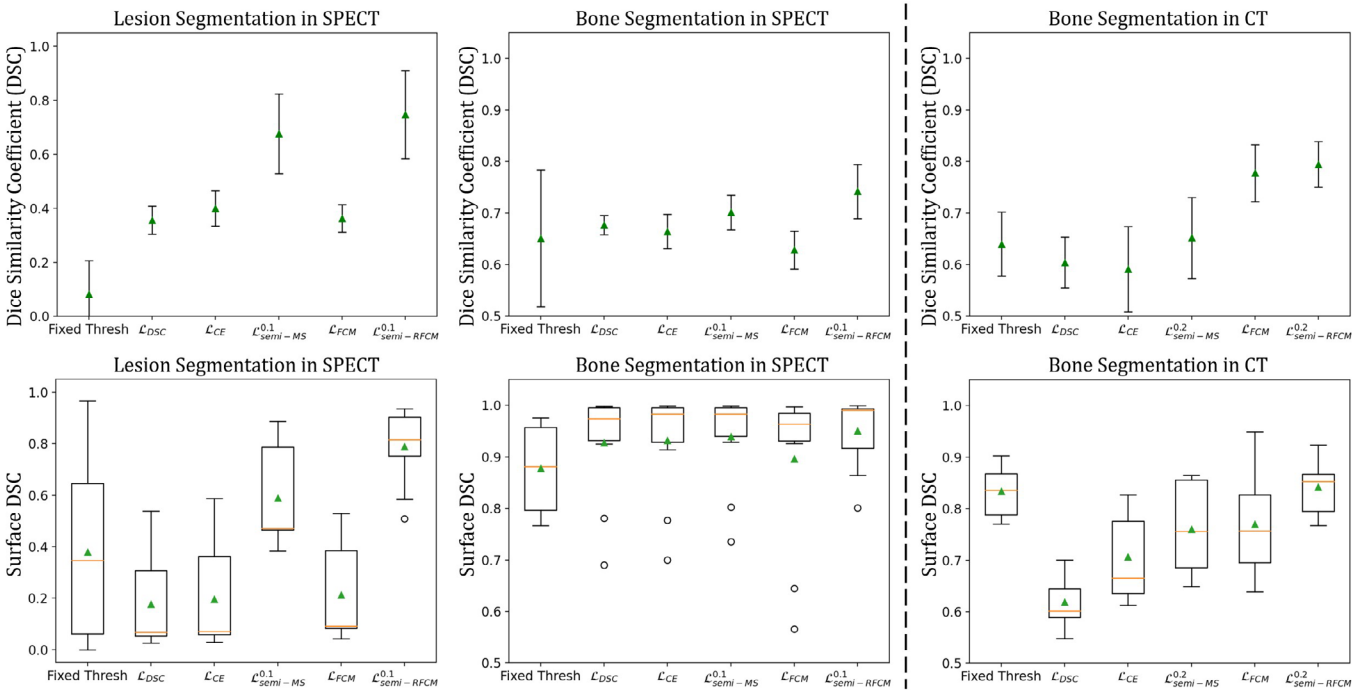 Lesion Segmentation in SPECT
Dice Similarity Coefficient (DSC)
1.0
0.8
0.6
0.4
0.2
0.0
Fixed Thresh ℒ_DSC ℒ_CE ℒ^0.1_semi−MS ℒ_FCM ℒ^0.1_semi−RFCM
Bone Segmentation in SPECT
Dice Similarity Coefficient (DSC)
1.0
0.9
0.8
0.7
0.6
0.5
Fixed Thresh ℒ_DSC ℒ_CE ℒ^0.1_semi−MS ℒ_FCM ℒ^0.1_semi−RFCM
Bone Segmentation in CT
Dice Similarity Coefficient (DSC)
1.0
0.9
0.8
0.7
0.6
0.5
Fixed Thresh ℒ_DSC ℒ_CE ℒ^0.2_semi−MS ℒ_FCM ℒ^0.2_semi−RFCM
Lesion Segmentation in SPECT
Surface DSC
1.0
0.8
0.6
0.4
0.2
0.0
Fixed Thresh ℒ_DSC ℒ_CE ℒ^0.1_semi−MS ℒ_FCM ℒ^0.1_semi−RFCM
Bone Segmentation in SPECT
Surface DSC
1.0
0.9
0.8
0.7
0.6
0.5
Fixed Thresh ℒ_DSC ℒ_CE ℒ^0.1_semi−MS ℒ_FCM ℒ^0.1_semi−RFCM
Bone Segmentation in CT
Surface DSC
1.0
0.9
0.8
0.7
0.6
0.5
Fixed Thresh ℒ_DSC ℒ_CE ℒ^0.2_semi−MS ℒ_FCM ℒ^0.2_semi−RFCM